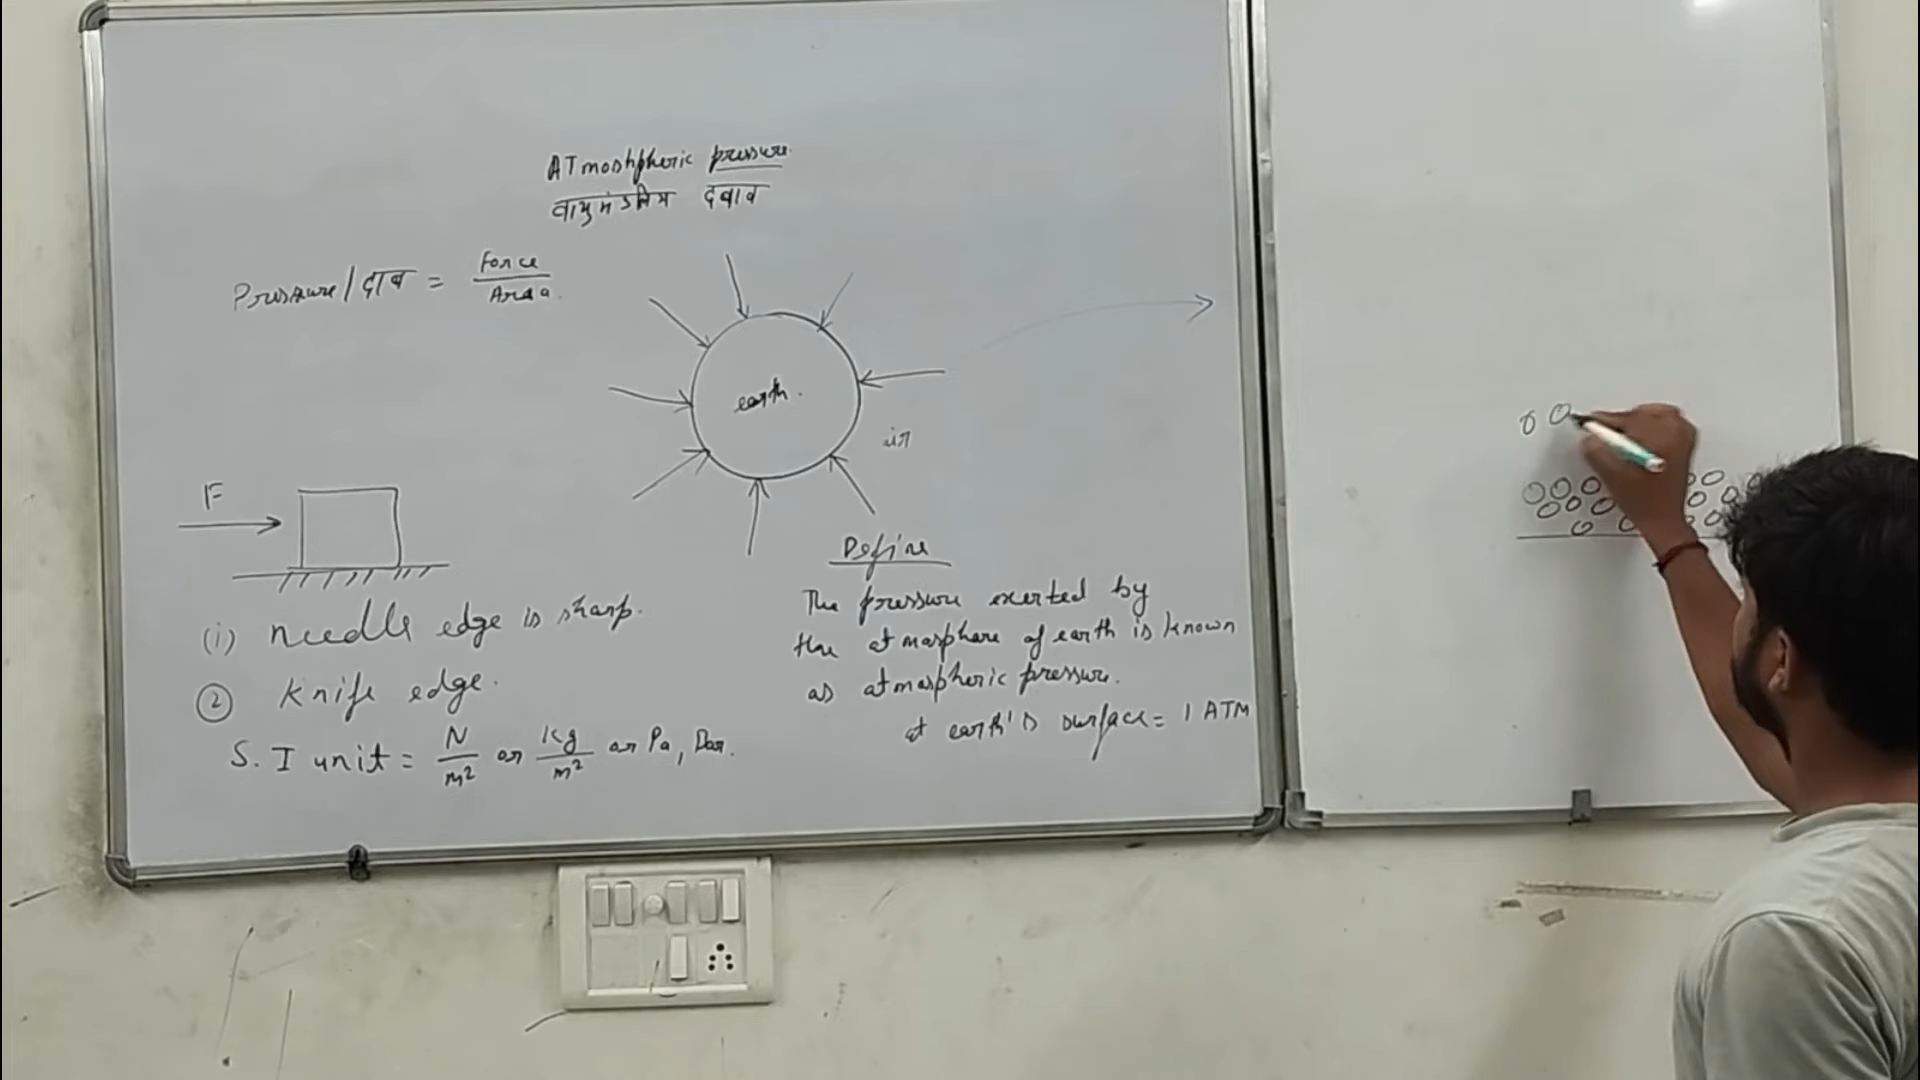 ATmoshpheric pressure.
वायुमंडलिय दबाव
Pressure/दाब = Force
Area.
earth.
air
F
Define
(i) Needle edge is sharp.
② Knife edge.
S.I unit = N/m² or Kg/m² or Pa, Bar.
The pressure exerted by
the atmasphare of earth is known
as atmaspheric pressure.
at earth's surface = 1 ATM